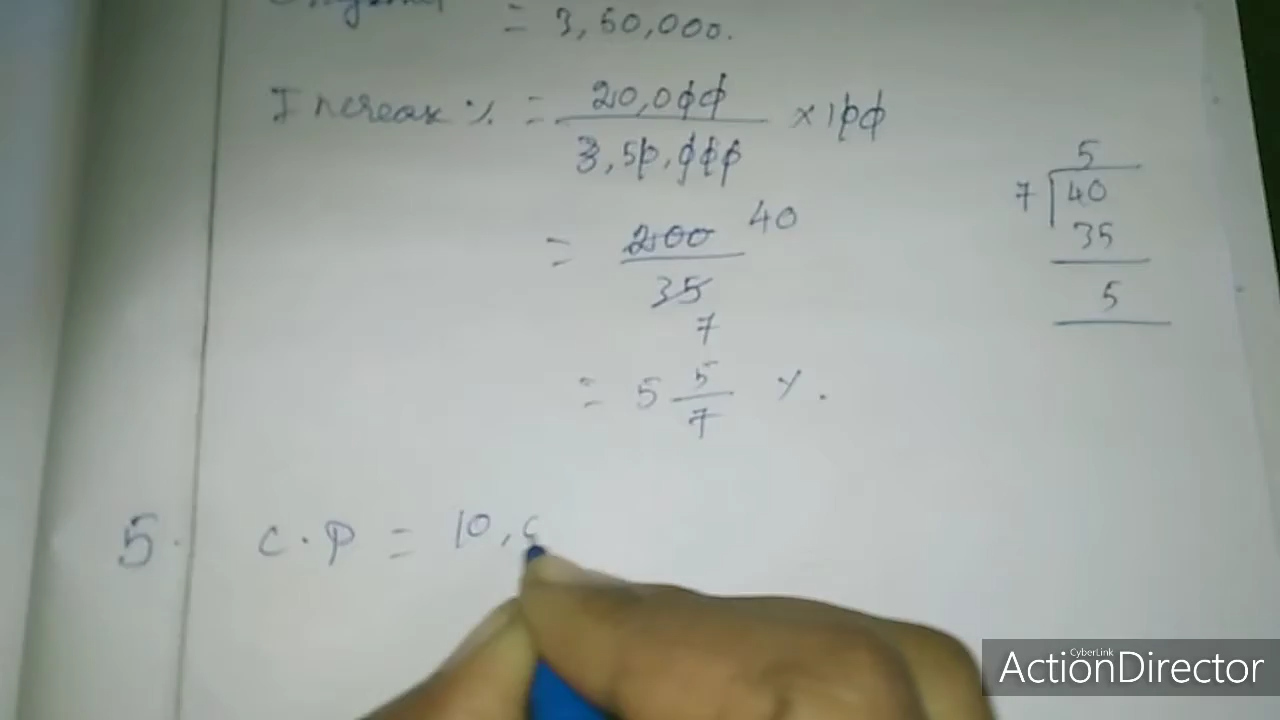 = 3,50,000.
Increase % = 20,000 / 3,50,000 × 100
= 200 / 35 40 / 7
= 5 5/7 %.
5
7 40
35
5
5. C.P = 10,
CyberLink
ActionDirector